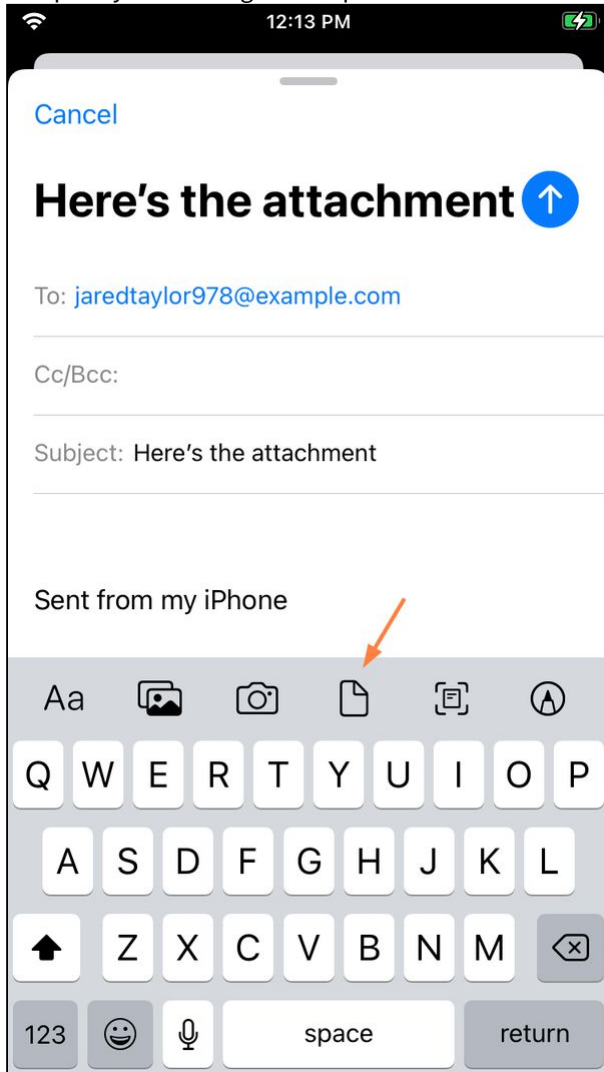 12:13 PM
Cancel
Here's the attachment
To: jaredtaylor978@example.com
Cc/Bcc:
Subject: Here's the attachment
Sent from my iPhone
Aa
Q W E R T Y U I O P
A S D F G H J K L
Z X C V B N M
123 space return